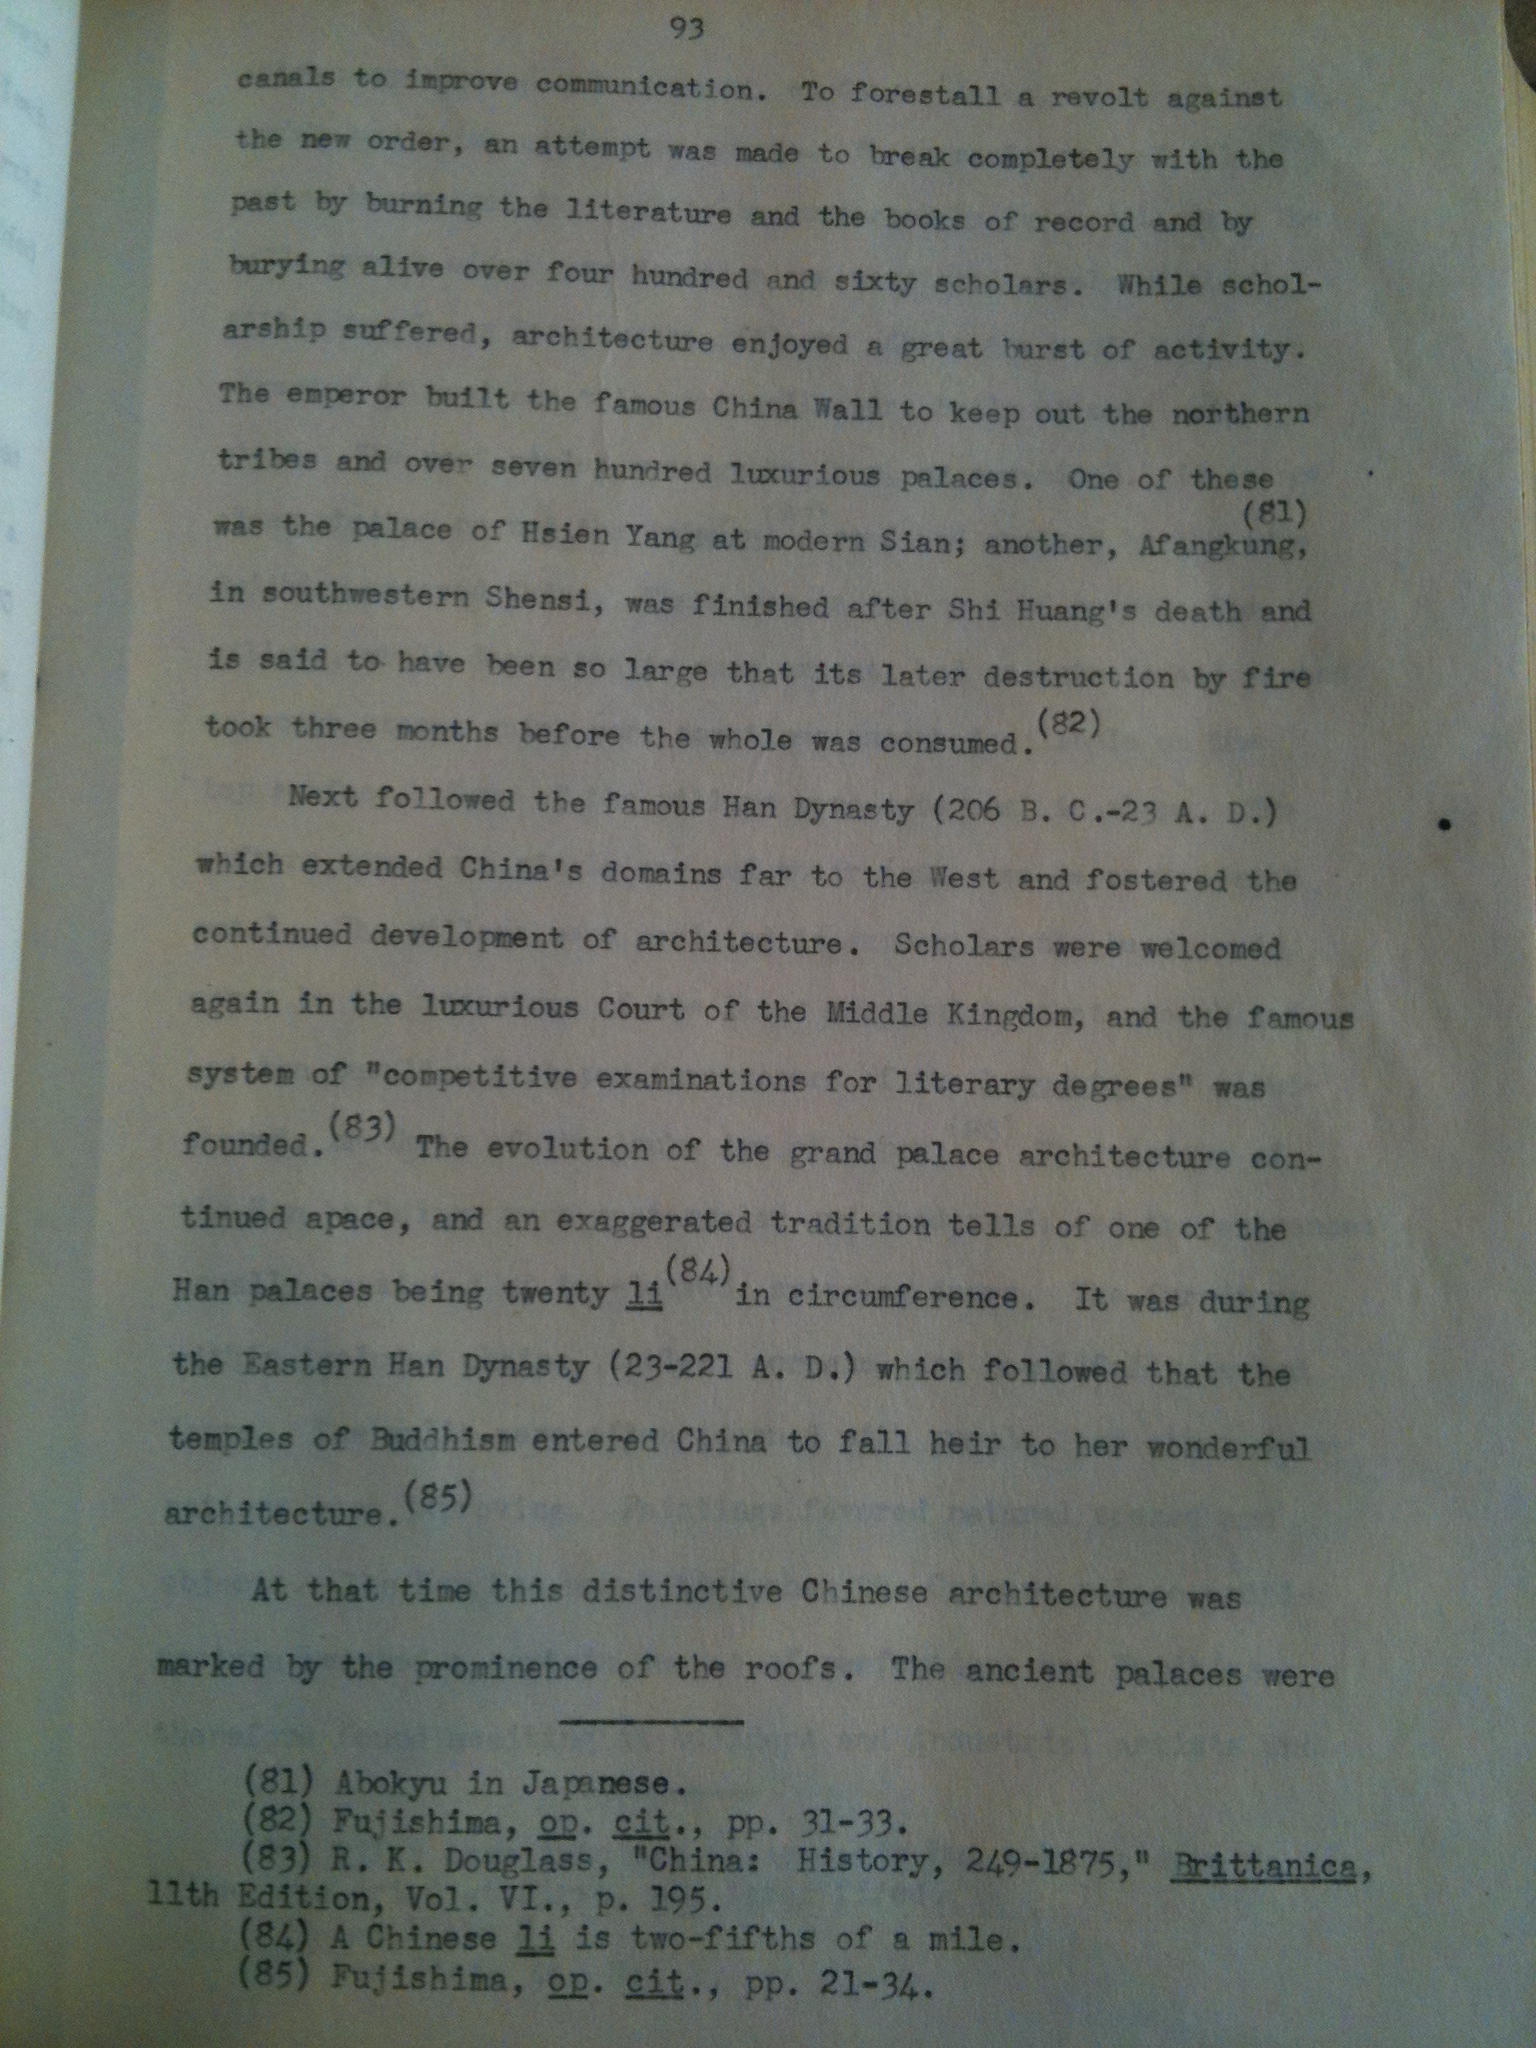 93
canals to improve communication. To forestall a revolt against
the new order, an attempt was made to break completely with the
past by burning the literature and the books of record and by
burying alive over four hundred and sixty scholars. While schol-
arship suffered, architecture enjoyed a great burst of activity.
The emperor built the famous China Wall to keep out the northern
tribes and over seven hundred luxurious palaces. One of these
was the palace of Hsien Yang at modern Sian; another, Afangkung,(81)
in southwestern Shensi, was finished after Shi Huang's death and
is said to have been so large that its later destruction by fire
took three months before the whole was consumed.(82)
Next followed the famous Han Dynasty (206 B. C.-23 A. D.)
which extended China's domains far to the West and fostered the
continued development of architecture. Scholars were welcomed
again in the luxurious Court of the Middle Kingdom, and the famous
system of "competitive examinations for literary degrees" was
founded.(83) The evolution of the grand palace architecture con-
tinued apace, and an exaggerated tradition tells of one of the
Han palaces being twenty li(84) in circumference. It was during
the Eastern Han Dynasty (23-221 A. D.) which followed that the
temples of Buddhism entered China to fall heir to her wonderful
architecture.(85)
At that time this distinctive Chinese architecture was
marked by the prominence of the roofs. The ancient palaces were
(81) Abokyu in Japanese.
(82) Fujishima, op. cit., pp. 31-33.
(83) R. K. Douglass, "China: History, 249-1875," Brittanica,
11th Edition, Vol. VI., p. 195.
(84) A Chinese li is two-fifths of a mile.
(85) Fujishima, op. cit., pp. 21-34.